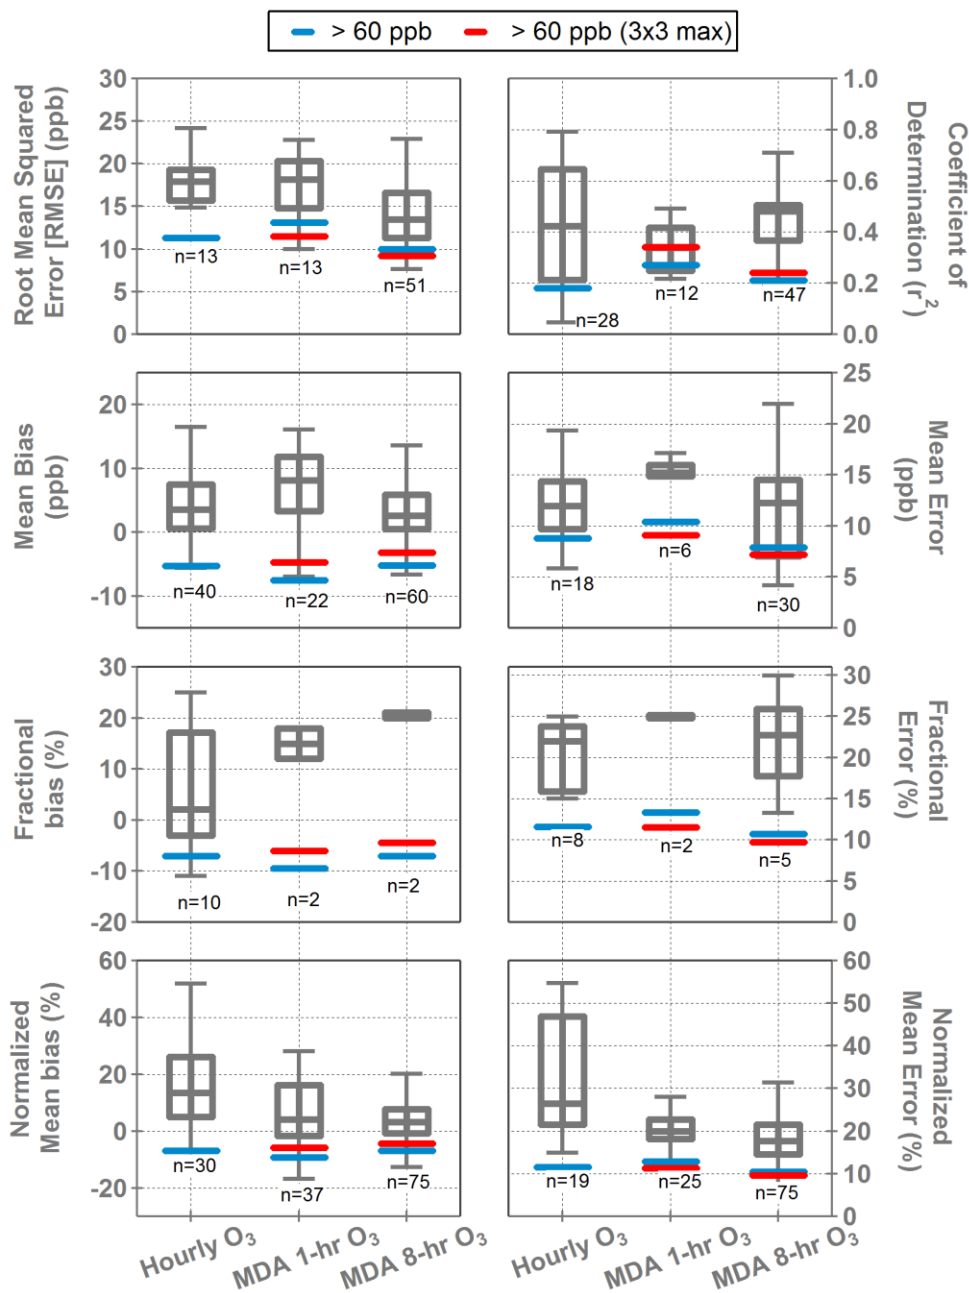 > 60 ppb > 60 ppb (3x3 max)
Root Mean Squared
Error [RMSE] (ppb)
30
25
20
15
10
5
0
n=13
n=13
n=51
1.0
0.8
0.6
0.4
0.2
0.0
n=28
n=12
n=47
Coefficient of
Determination (r²)
Mean Bias
(ppb)
20
10
0
-10
n=40
n=22
n=60
25
20
15
10
5
0
n=18
n=6
n=30
Mean Error
(ppb)
Fractional
bias (%)
30
20
10
0
-10
-20
n=10
n=2
n=2
30
25
20
15
10
5
0
n=8
n=2
n=5
Fractional
Error (%)
Normalized
Mean bias (%)
60
40
20
0
-20
n=30
n=37
n=75
60
50
40
30
20
10
0
n=19
n=25
n=75
Normalized
Mean Error (%)
Hourly O₃
MDA 1-hr O₃
MDA 8-hr O₃
Hourly O₃
MDA 1-hr O₃
MDA 8-hr O₃